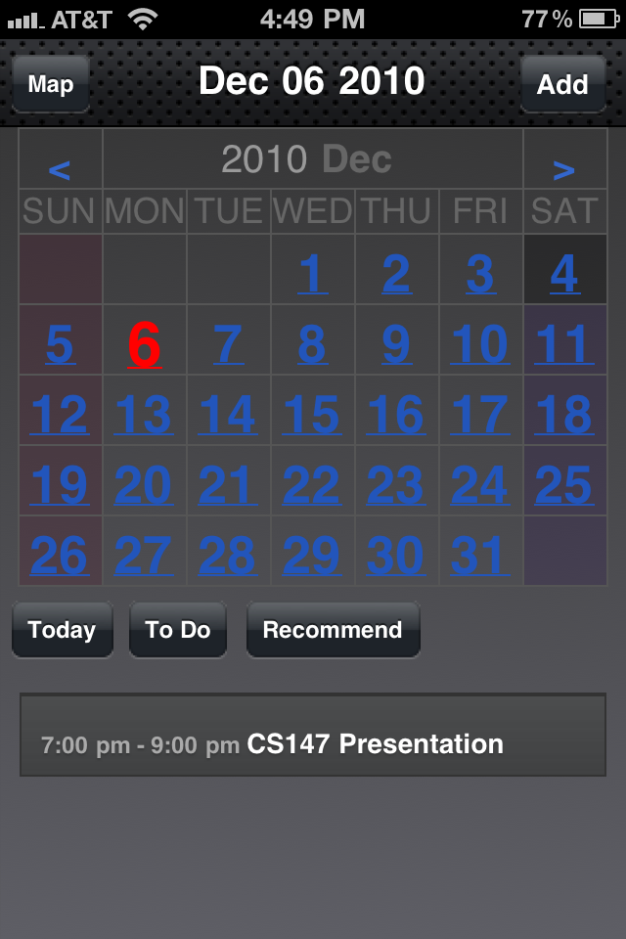 AT&T 4:49 PM 77%
Map Dec 06 2010 Add
< 2010 Dec >
SUN MON TUE WED THU FRI SAT
1 2 3 4
5 6 7 8 9 10 11
12 13 14 15 16 17 18
19 20 21 22 23 24 25
26 27 28 29 30 31
Today To Do Recommend
7:00 pm - 9:00 pm CS147 Presentation